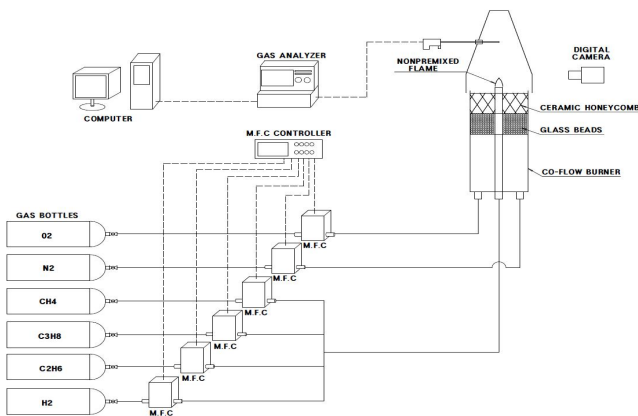 GAS ANALYZER
NONPREMIXED
FLAME
DIGITAL
CAMERA
COMPUTER
CERAMIC HONEYCOMB
GLASS BEADS
M.F.C CONTROLLER
CO-FLOW BURNER
GAS BOTTLES
O2
M.F.C
N2
M.F.C
CH4
M.F.C
C3H8
M.F.C
C2H6
M.F.C
H2
M.F.C